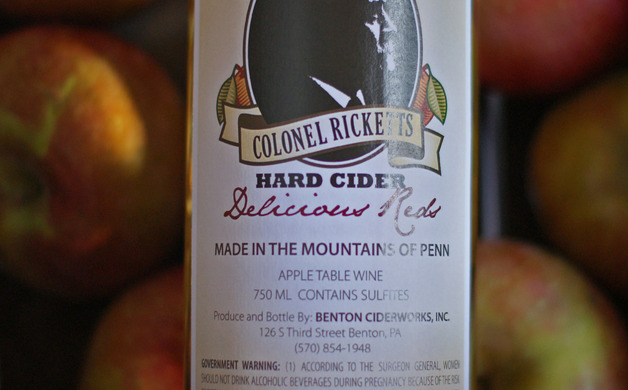 COLONEL RICKETTS
HARD CIDER
Delicious Reds
MADE IN THE MOUNTAINS OF PENN
APPLE TABLE WINE
750 ML CONTAINS SULFITES
Produce and Bottle By: BENTON CIDERWORKS, INC.
126 S Third Street Benton, PA
(570) 854-1948
GOVERNMENT WARNING: (1) ACCORDING TO THE SURGEON GENERAL, WOMEN
SHOULD NOT DRINK ALCOHOLIC BEVERAGES DURING PREGNANCY BECAUSE OF THE RISK